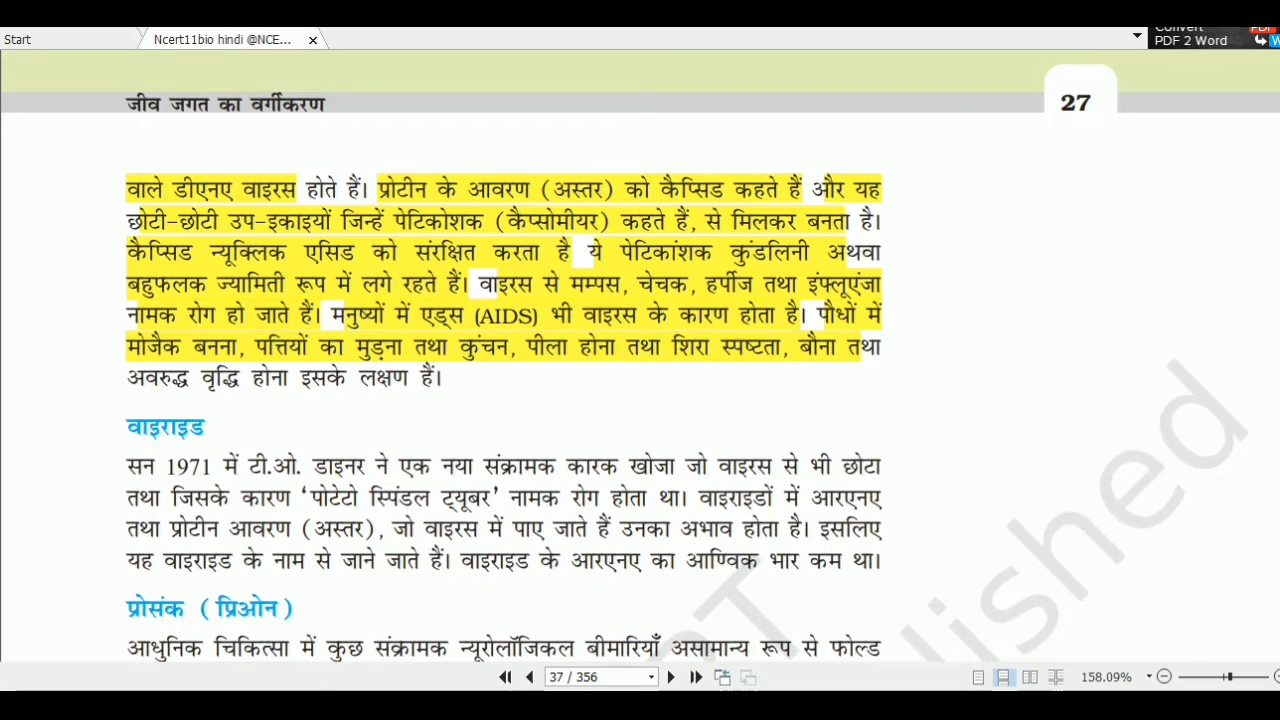 Start
Ncert11bio hindi @NCE... ×
Convert
PDF 2 Word
जीव जगत का वर्गीकरण
27
वाले डीएनए वाइरस होते हैं। प्रोटीन के आवरण (अस्तर) को कैप्सिड कहते हैं और यह
छोटी-छोटी उप-इकाइयों जिन्हें पेटिकोशक (कैप्सोमीयर) कहते हैं, से मिलकर बनता है।
कैप्सिड न्यूक्लिक एसिड को संरक्षित करता है ये पेटिकांशक कुंडलिनी अथवा
बहुफलक ज्यामिती रूप में लगे रहते हैं। वाइरस से मम्पस, चेचक, हर्पीज तथा इंफ्लूएंजा
नामक रोग हो जाते हैं। मनुष्यों में एड्स (AIDS) भी वाइरस के कारण होता है। पौधों में
मोजैक बनना, पत्तियों का मुड़ना तथा कुंचन, पीला होना तथा शिरा स्पष्टता, बौना तथा
अवरुद्ध वृद्धि होना इसके लक्षण हैं।
वाइराइड
सन 1971 में टी.ओ. डाइनर ने एक नया संक्रामक कारक खोजा जो वाइरस से भी छोटा
तथा जिसके कारण ‘पोटेटो स्पिंडल ट्यूबर’ नामक रोग होता था। वाइराइडों में आरएनए
तथा प्रोटीन आवरण (अस्तर), जो वाइरस में पाए जाते हैं उनका अभाव होता है। इसलिए
यह वाइराइड के नाम से जाने जाते हैं। वाइराइड के आरएनए का आण्विक भार कम था।
प्रोसंक (प्रिओन)
आधुनिक चिकित्सा में कुछ संक्रामक न्यूरोलॉजिकल बीमारियाँ असामान्य रूप से फोल्ड
37 / 356
158.09%